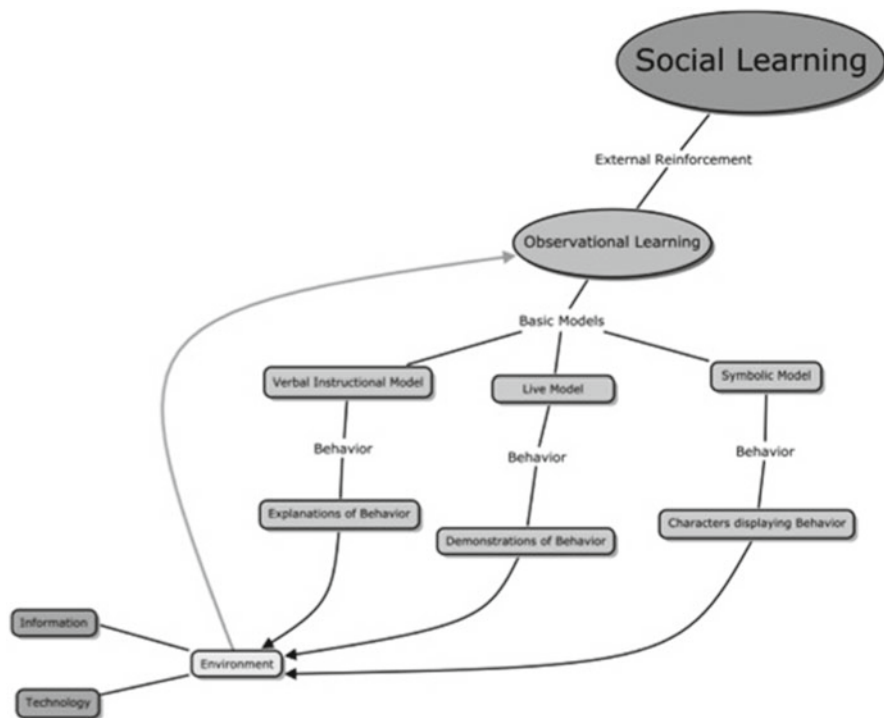 Social Learning
External Reinforcement
Observational Learning
Basic Models
Verbal Instructional Model
Live Model
Symbolic Model
Behavior
Behavior
Behavior
Explanations of Behavior
Demonstrations of Behavior
Characters displaying Behavior
Information
Environment
Technology